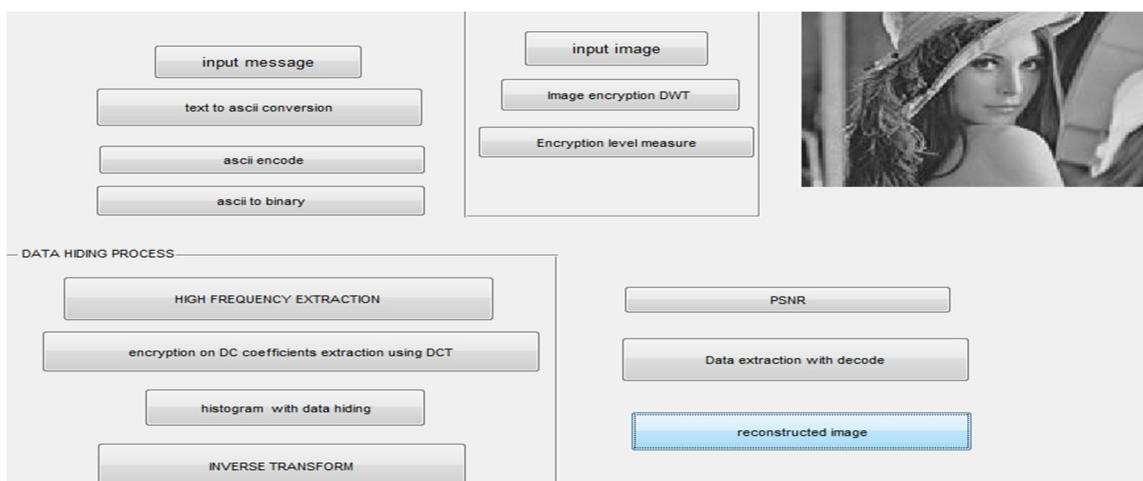 input message
text to ascii conversion
ascii encode
ascii to binary
input image
Image encryption DWT
Encryption level measure
DATA HIDING PROCESS
HIGH FREQUENCY EXTRACTION
encryption on DC coefficients extraction using DCT
histogram with data hiding
INVERSE TRANSFORM
PSNR
Data extraction with decode
reconstructed image